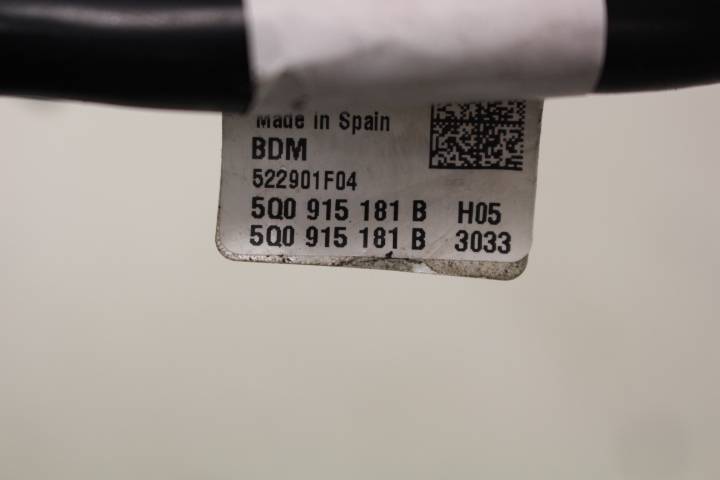 Made in Spain
BDM
522901F04
5Q0 915 181 B H05
5Q0 915 181 B 3033